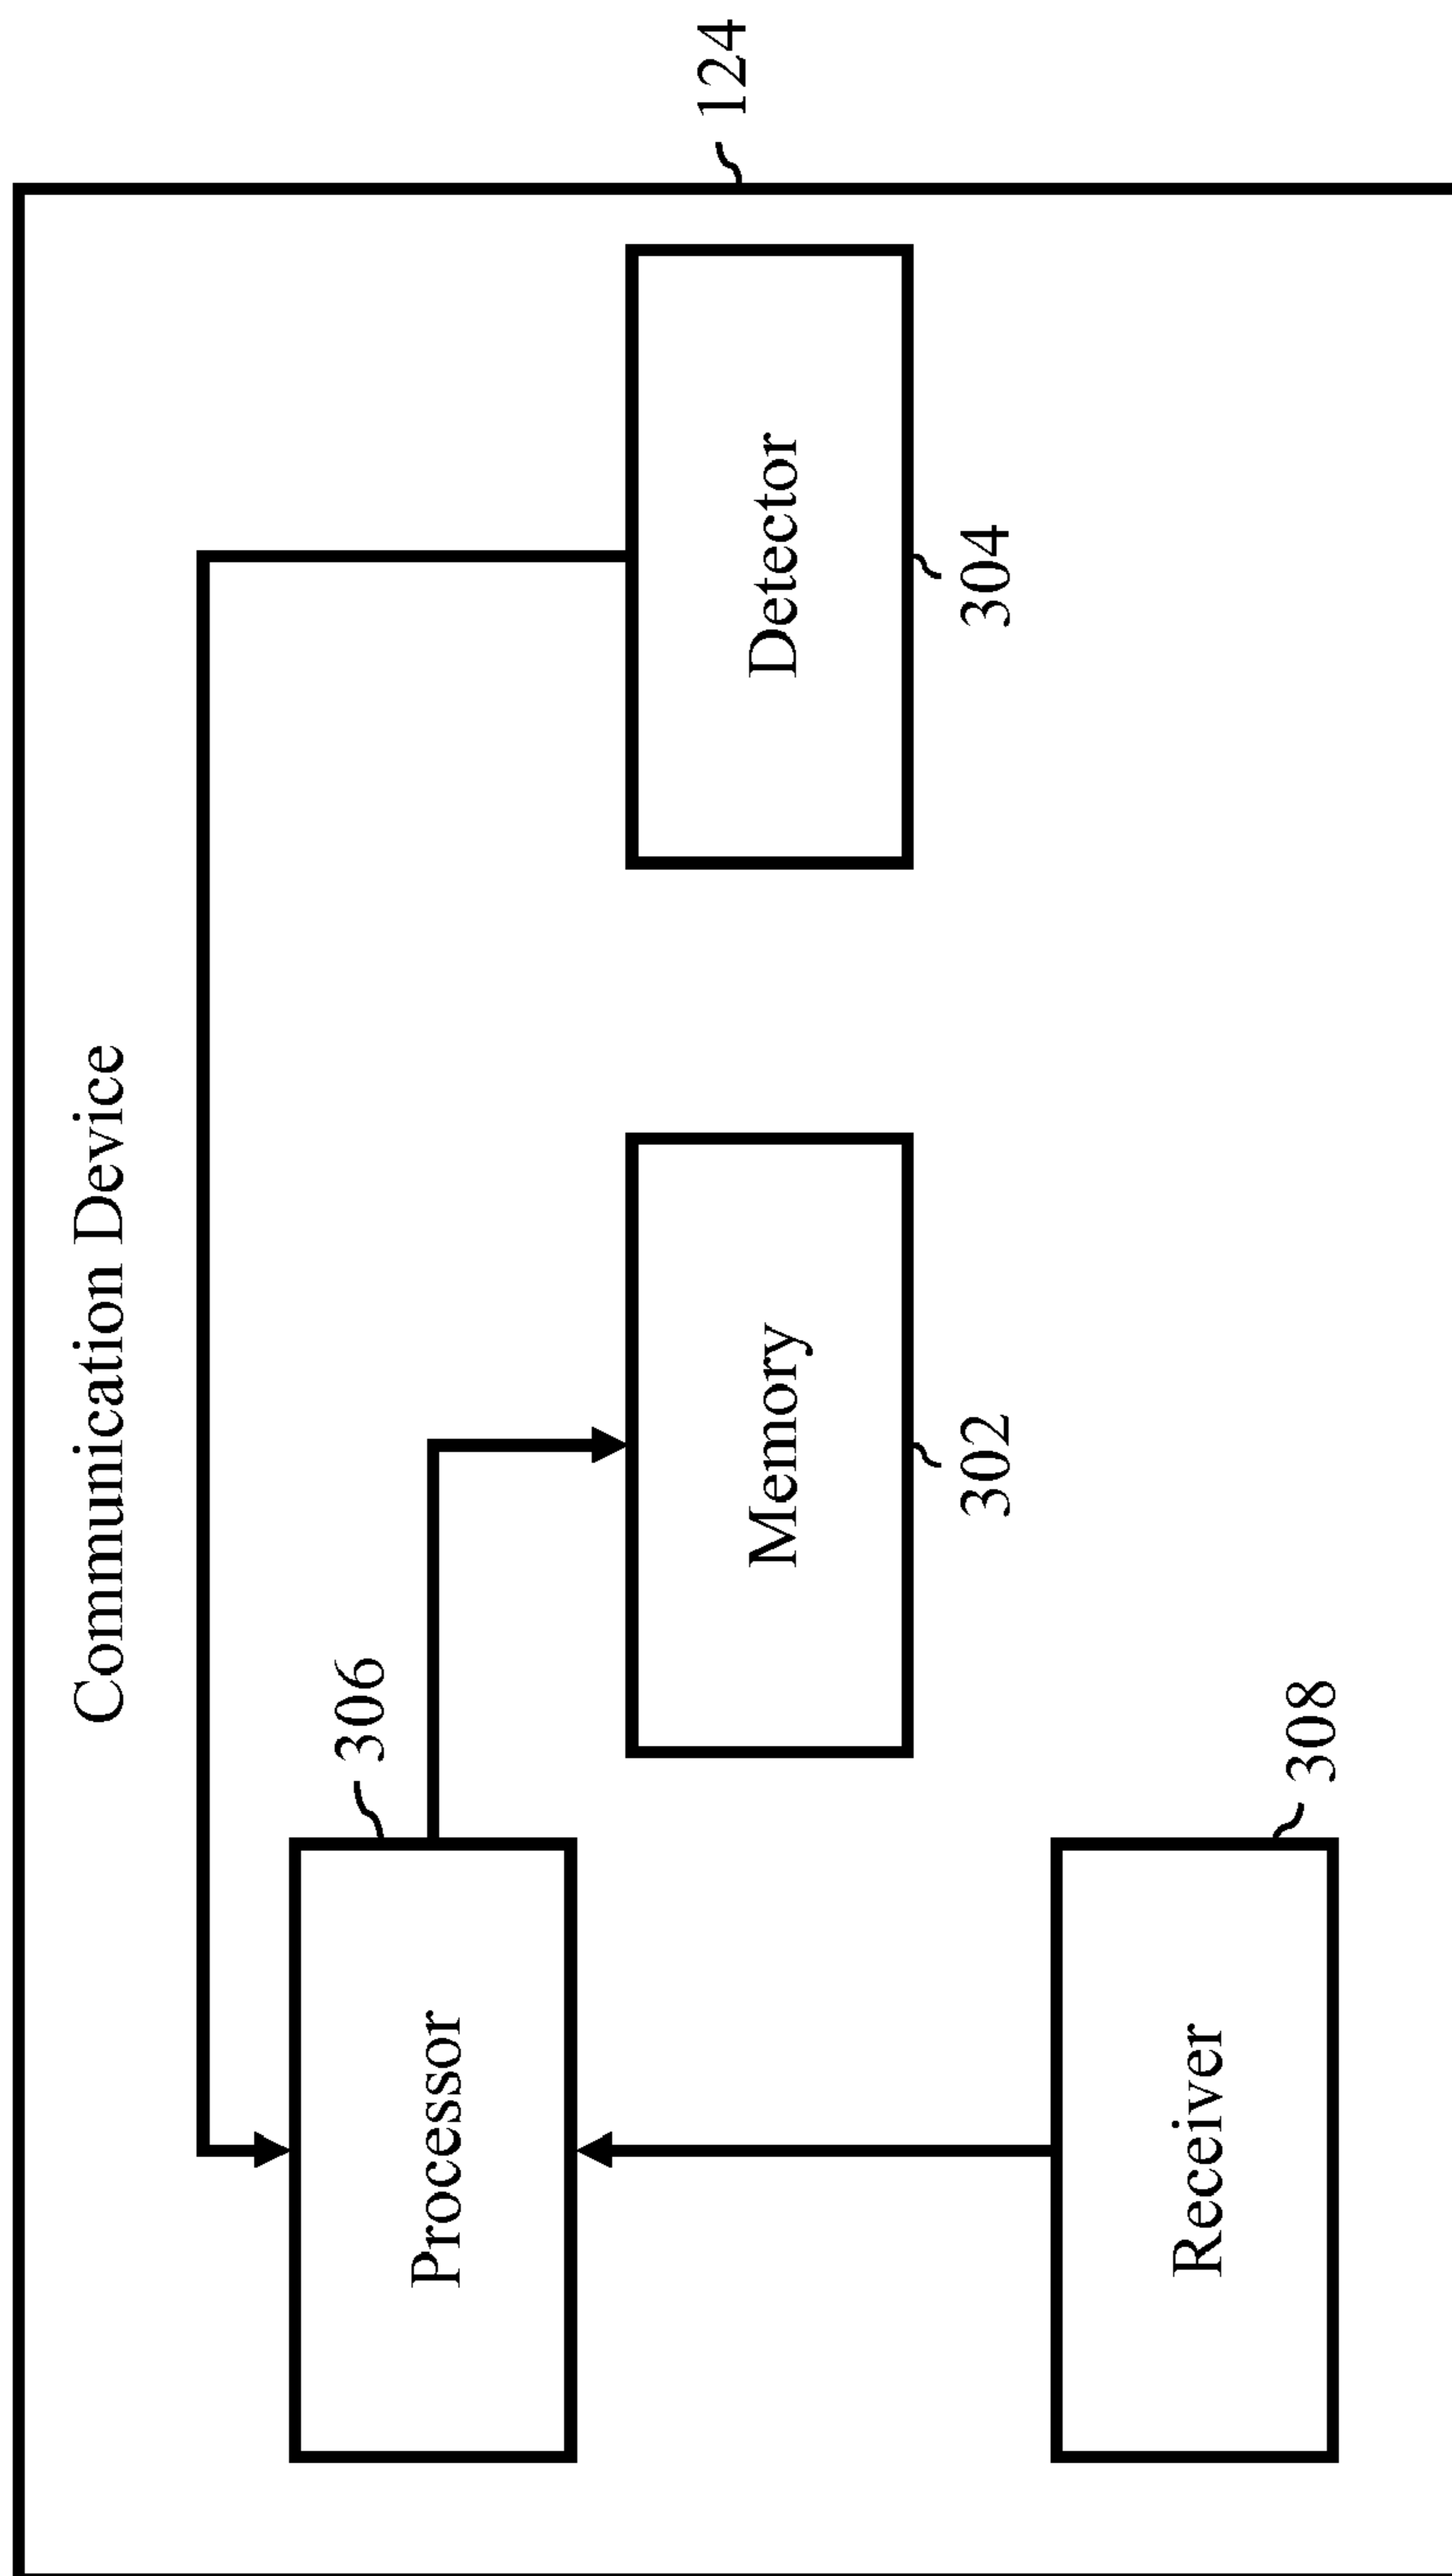 Communication Device
124
Processor
306
Memory
302
Detector
304
Receiver
308